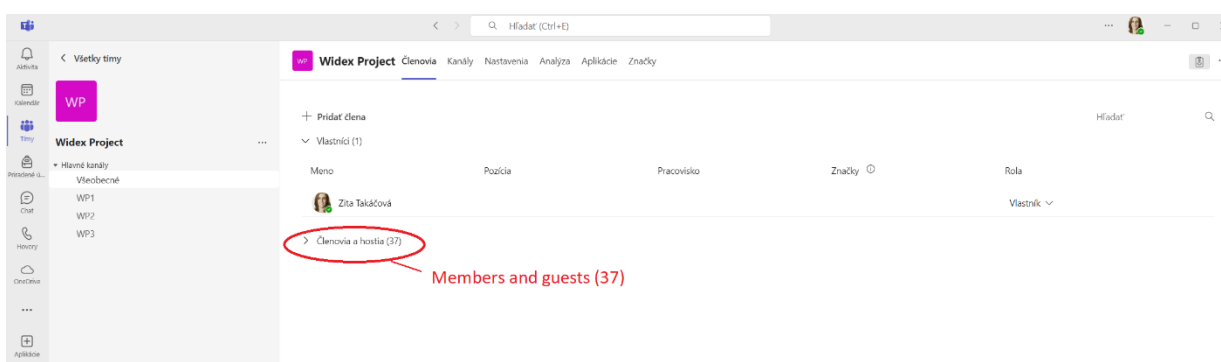 Hľadať (Ctrl+E)
Aktivita
Kalendár
Tímy
Priradené ú...
Chat
Hovory
OneDrive
Aplikácie
Všetky tímy
WP
Widex Project
Hlavné kanály
Všeobecné
WP1
WP2
WP3
WP Widex Project Členovia Kanály Nastavenia Analýza Aplikácie Značky
Pridať člena
Hľadať
Vlastníci (1)
Meno Pozícia Pracovisko Značky Rola
Zita Takáčová Vlastník
Členovia a hostia (37)
Members and guests (37)